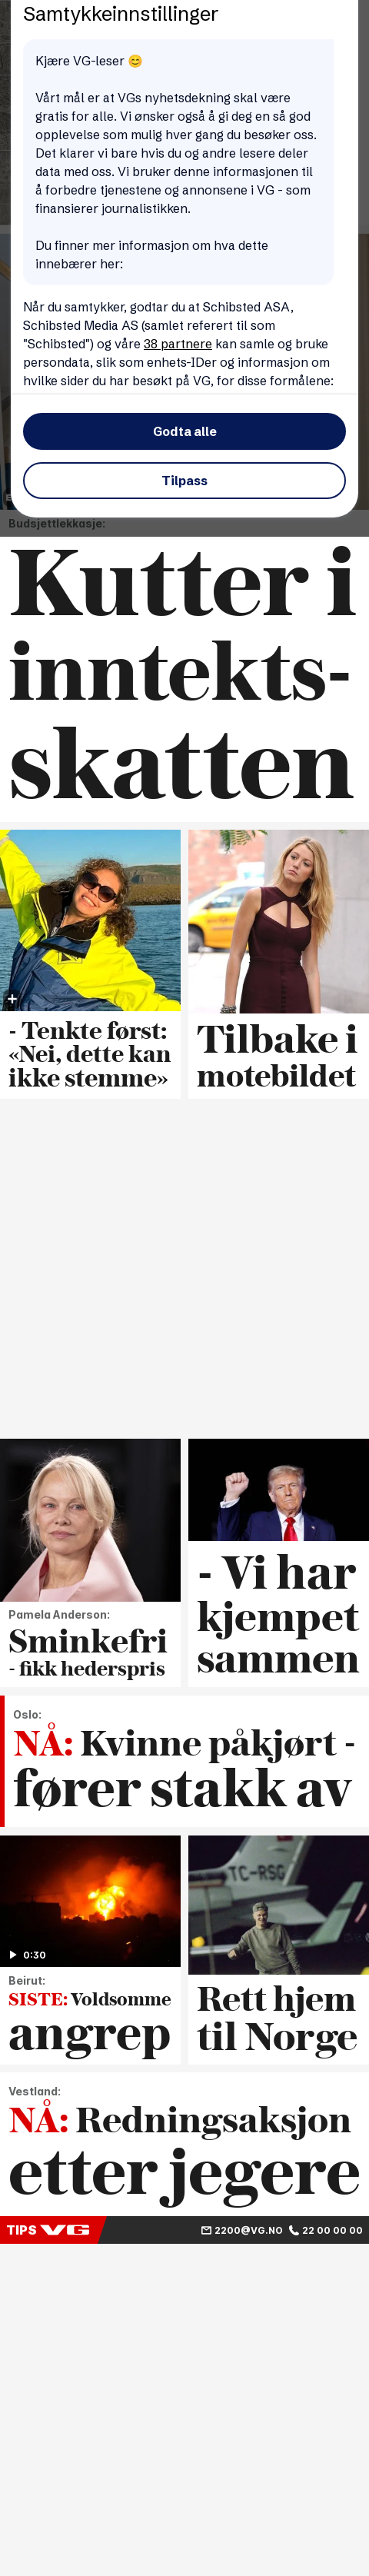 Samtykkeinnstillinger
Kjære VG-leser 😊
Vårt mål er at VGs nyhetsdekning skal være
gratis for alle. Vi ønsker også å gi deg en så god
opplevelse som mulig hver gang du besøker oss.
Det klarer vi bare hvis du og andre lesere deler
data med oss. Vi bruker denne informasjonen til
å forbedre tjenestene og annonsene i VG - som
finansierer journalistikken.
Du finner mer informasjon om hva dette
innebærer her:
Når du samtykker, godtar du at Schibsted ASA,
Schibsted Media AS (samlet referert til som
"Schibsted") og våre 38 partnere kan samle og bruke
persondata, slik som enhets-IDer og informasjon om
hvilke sider du har besøkt på VG, for disse formålene:
Godta alle
Tilpass
Budsjettlekkasje:
Kutter i
inntekts-
skatten
- Tenkte først:
«Nei, dette kan
ikke stemme»
Tilbake i
motebildet
Pamela Anderson:
Sminkefri
- fikk hederspris
- Vi har
kjempet
sammen
Oslo:
NÅ: Kvinne påkjørt -
fører stakk av
0:30
Beirut:
SISTE: Voldsomme
angrep
TC-RSG
Rett hjem
til Norge
Vestland:
NÅ: Redningsaksjon
etter jegere
TIPS VG 2200@VG.NO 22 00 00 00